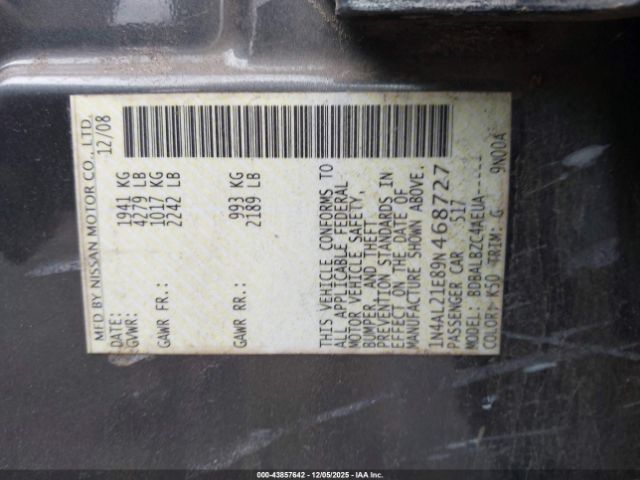 MFD BY NISSAN MOTOR CO., LTD.
DATE: 12/08
GVWR: 1941 KG
4279 LB
GAWR FR.: 1017 KG
2242 LB
GAWR RR.: 993 KG
2189 LB
THIS VEHICLE CONFORMS TO
ALL APPLICABLE FEDERAL
MOTOR VEHICLE SAFETY,
BUMPER, AND THEFT
PREVENTION STANDARDS IN
EFFECT ON THE DATE OF
MANUFACTURE SHOWN ABOVE.
1N4AL21E89N468727
PASSENGER CAR 517
MODEL: BDBALB2C4AEUA-----
COLOR: K50 TRIM: G 9N00A
000-43857642 - 12/05/2025 - IAA Inc.